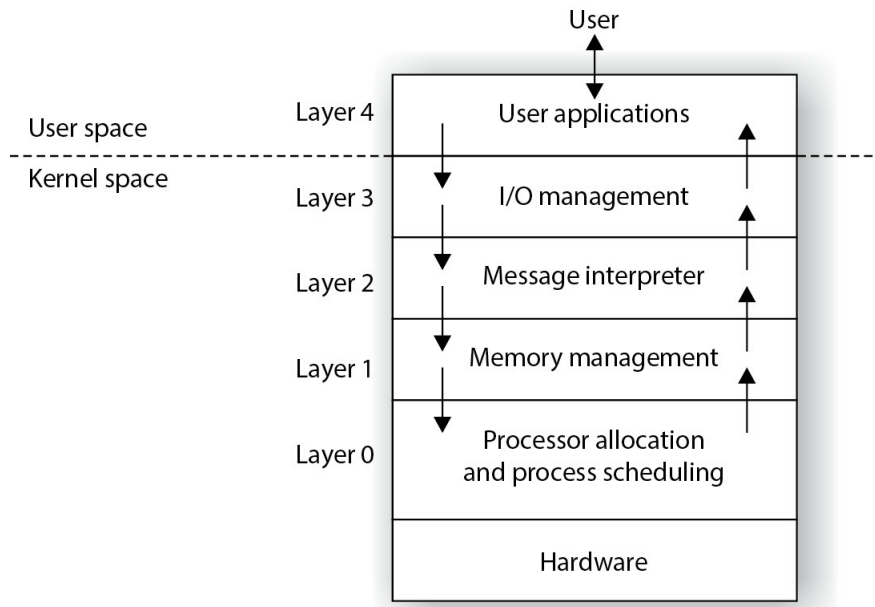 User
Layer 4
User applications
User space
Kernel space
Layer 3
I/O management
Layer 2
Message interpreter
Layer 1
Memory management
Layer 0
Processor allocation
and process scheduling
Hardware